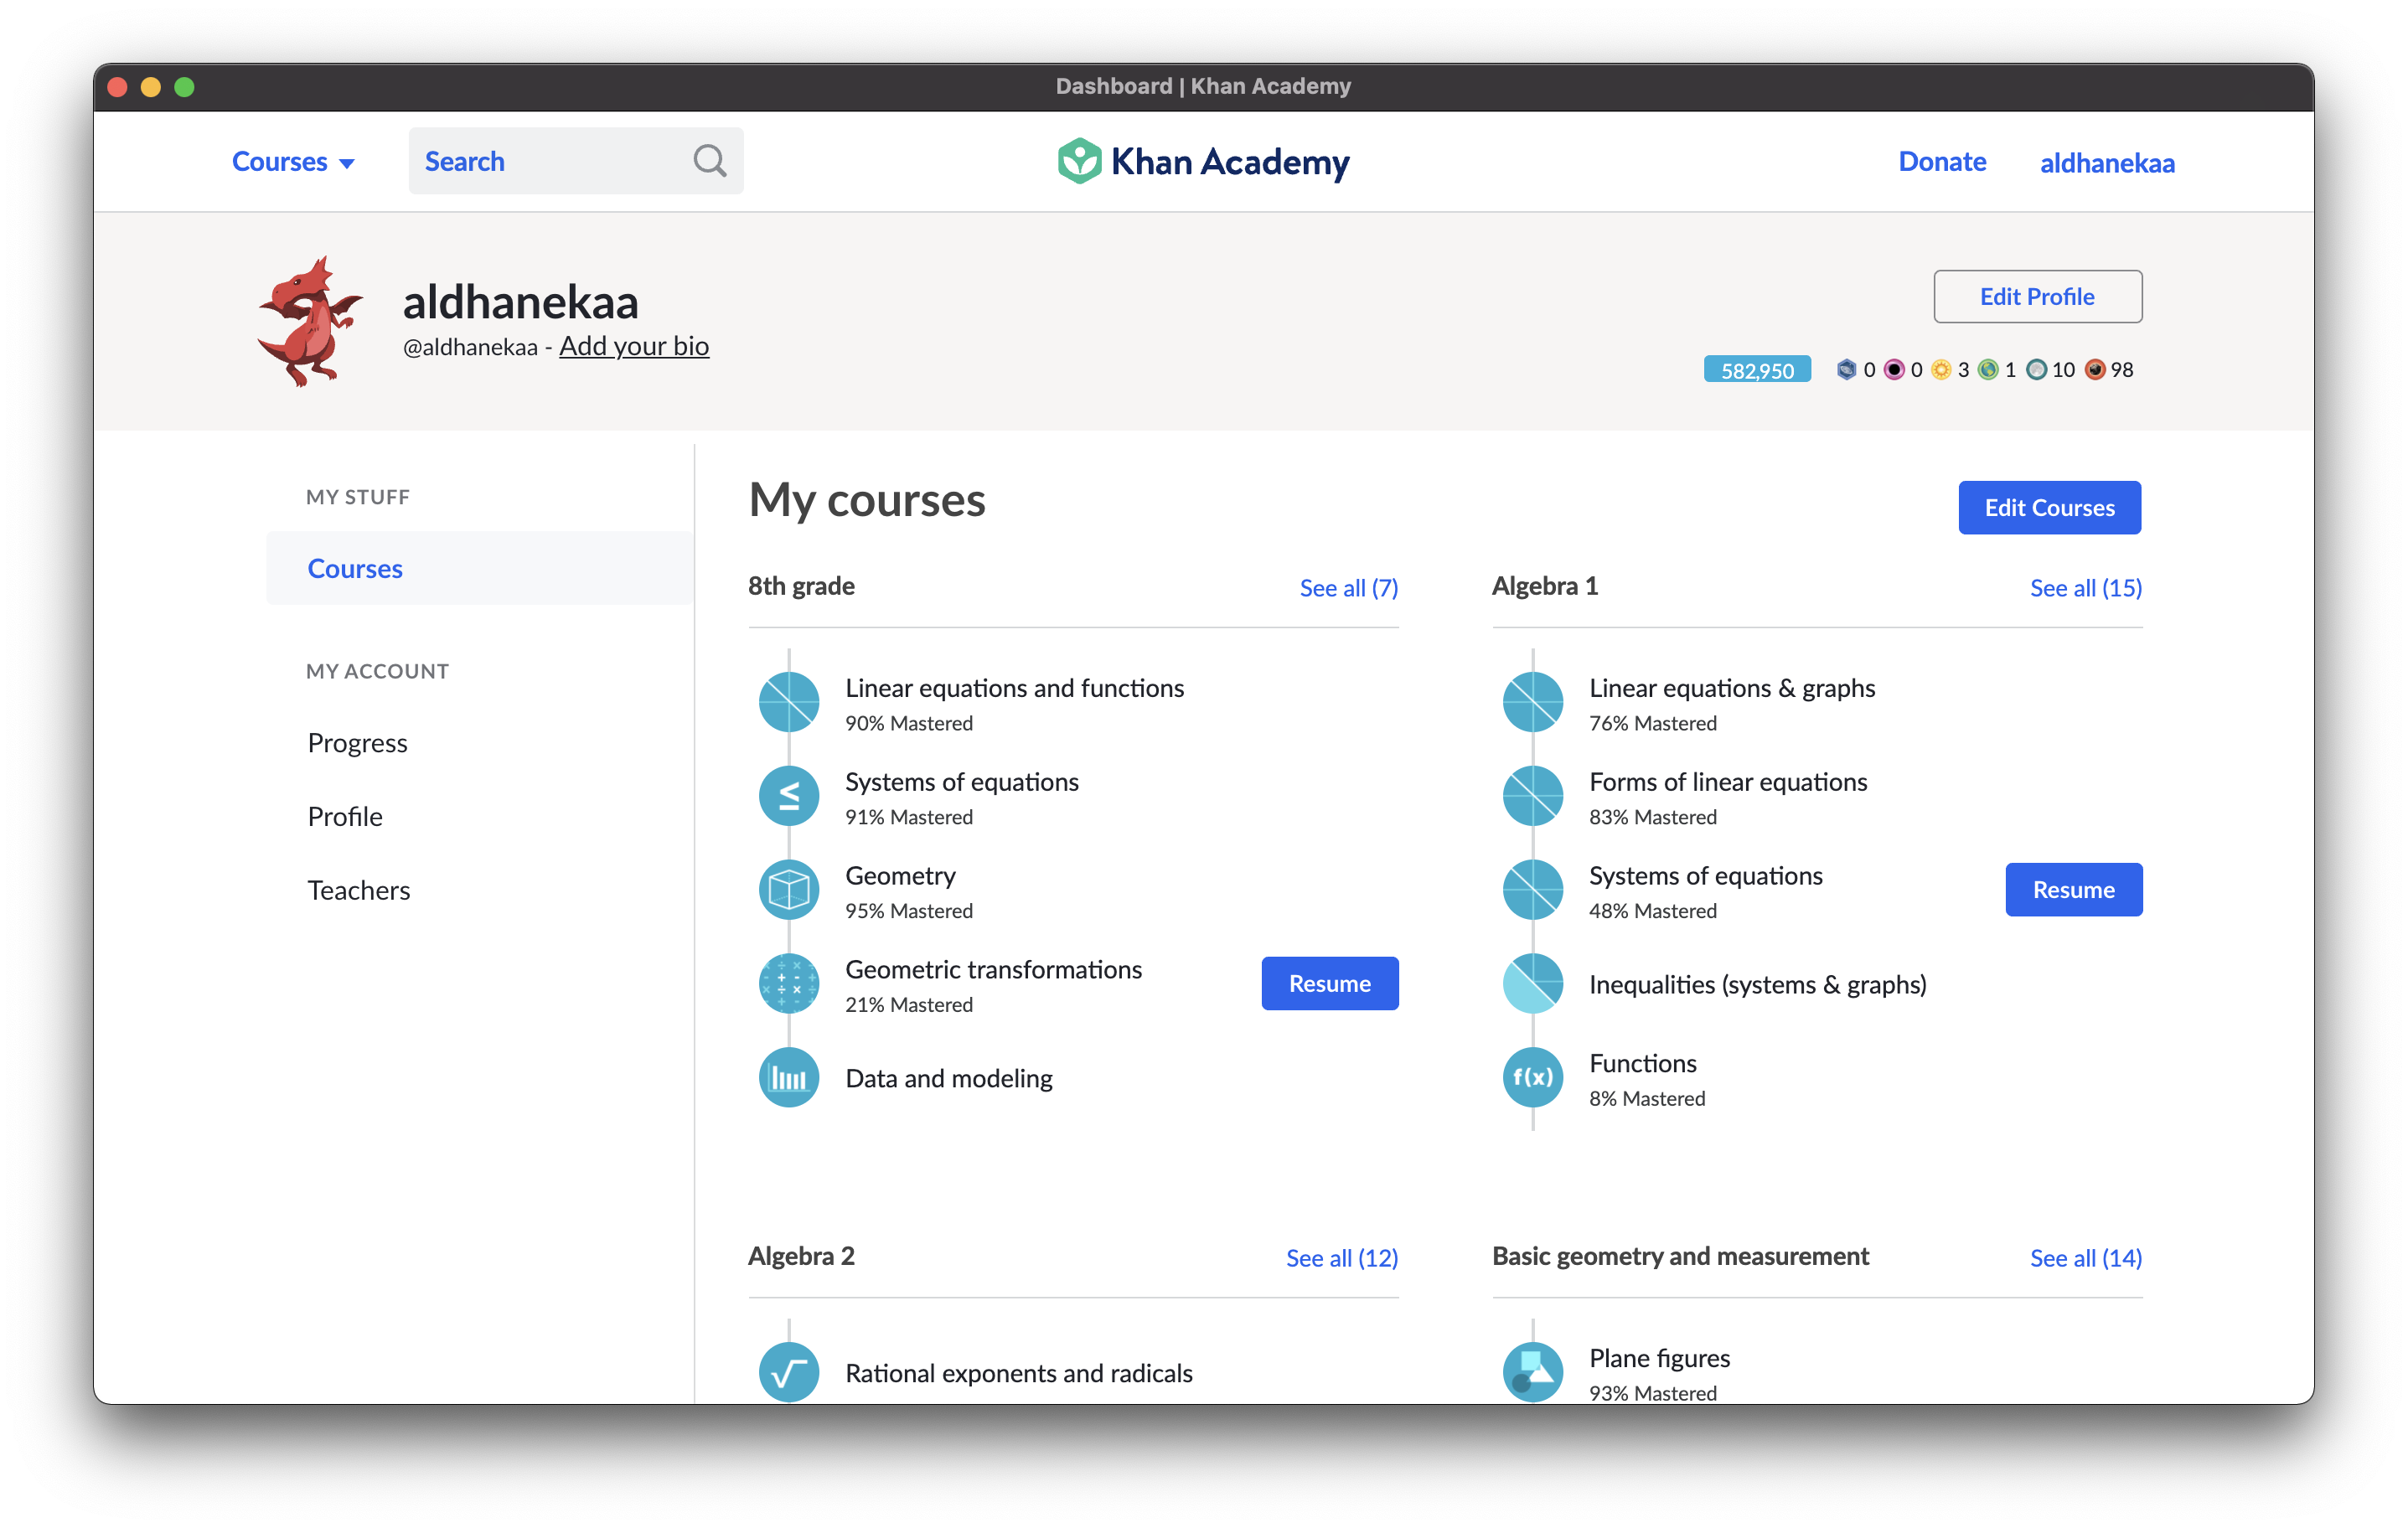 Dashboard | Khan Academy
Courses
Search
Khan Academy
Donate
aldhanekaa
aldhanekaa
@aldhanekaa - Add your bio
Edit Profile
582,950
0 0 3 1 10 98
MY STUFF
Courses
MY ACCOUNT
Progress
Profile
Teachers
My courses
Edit Courses
8th grade
See all (7)
Linear equations and functions
90% Mastered
≤
Systems of equations
91% Mastered
Geometry
95% Mastered
Geometric transformations
21% Mastered
Resume
Data and modeling
Algebra 1
See all (15)
Linear equations & graphs
76% Mastered
Forms of linear equations
83% Mastered
Systems of equations
48% Mastered
Resume
Inequalities (systems & graphs)
f(x)
Functions
8% Mastered
Algebra 2
See all (12)
√
Rational exponents and radicals
Basic geometry and measurement
See all (14)
Plane figures
93% Mastered